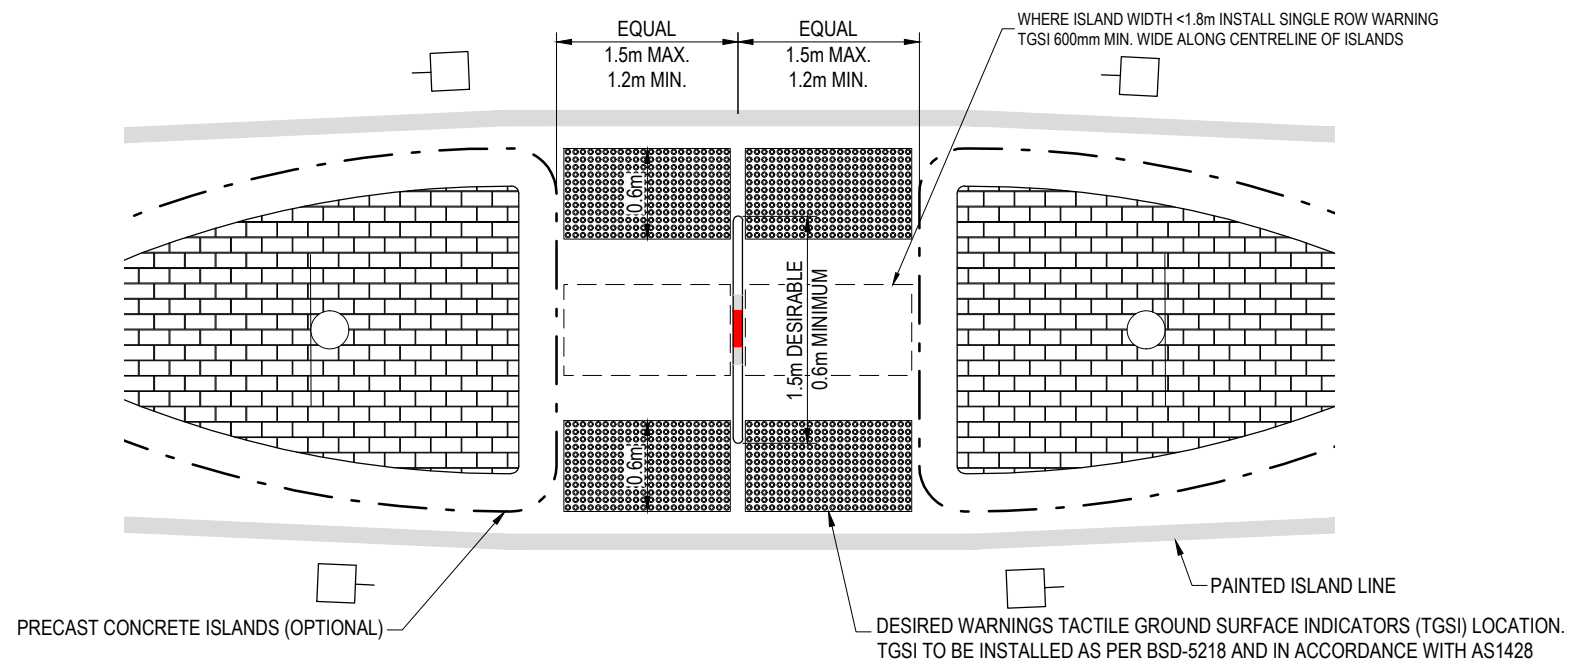 EQUAL
1.5m MAX.
1.2m MIN.
EQUAL
1.5m MAX.
1.2m MIN.
WHERE ISLAND WIDTH <1.8m INSTALL SINGLE ROW WARNING
TGSI 600mm MIN. WIDE ALONG CENTRELINE OF ISLANDS
0.6m
1.5m DESIRABLE
0.6m MINIMUM
0.6m
PAINTED ISLAND LINE
PRECAST CONCRETE ISLANDS (OPTIONAL)
DESIRED WARNINGS TACTILE GROUND SURFACE INDICATORS (TGSI) LOCATION.
TGSI TO BE INSTALLED AS PER BSD-5218 AND IN ACCORDANCE WITH AS1428